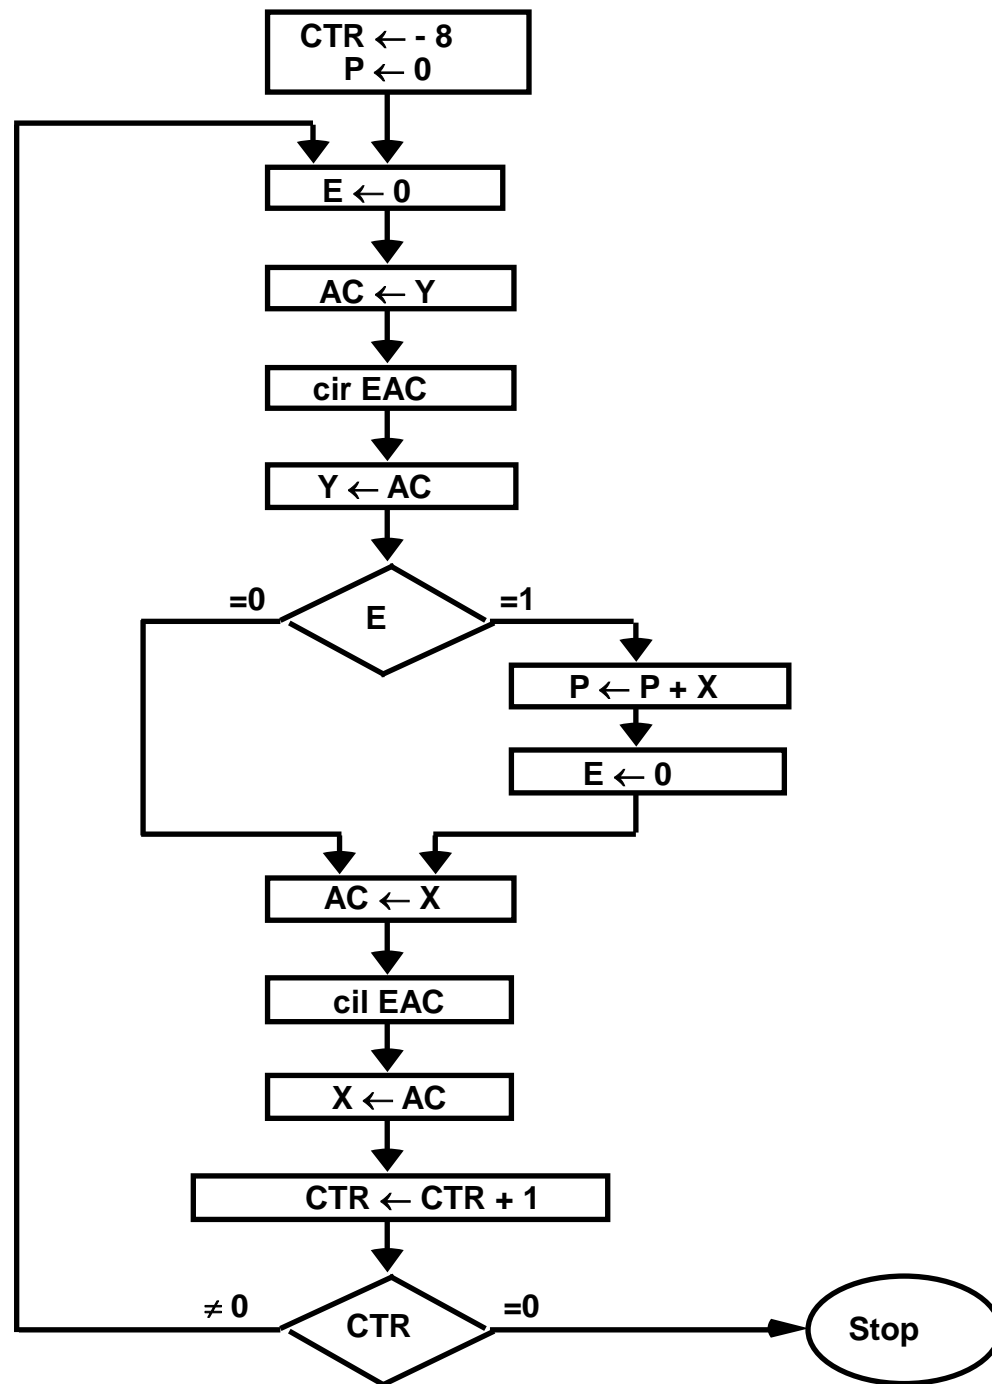 CTR ← - 8
P ← 0
E ← 0
AC ← Y
cir EAC
Y ← AC
=0
E
=1
P ← P + X
E ← 0
AC ← X
cil EAC
X ← AC
CTR ← CTR + 1
≠ 0
CTR
=0
Stop